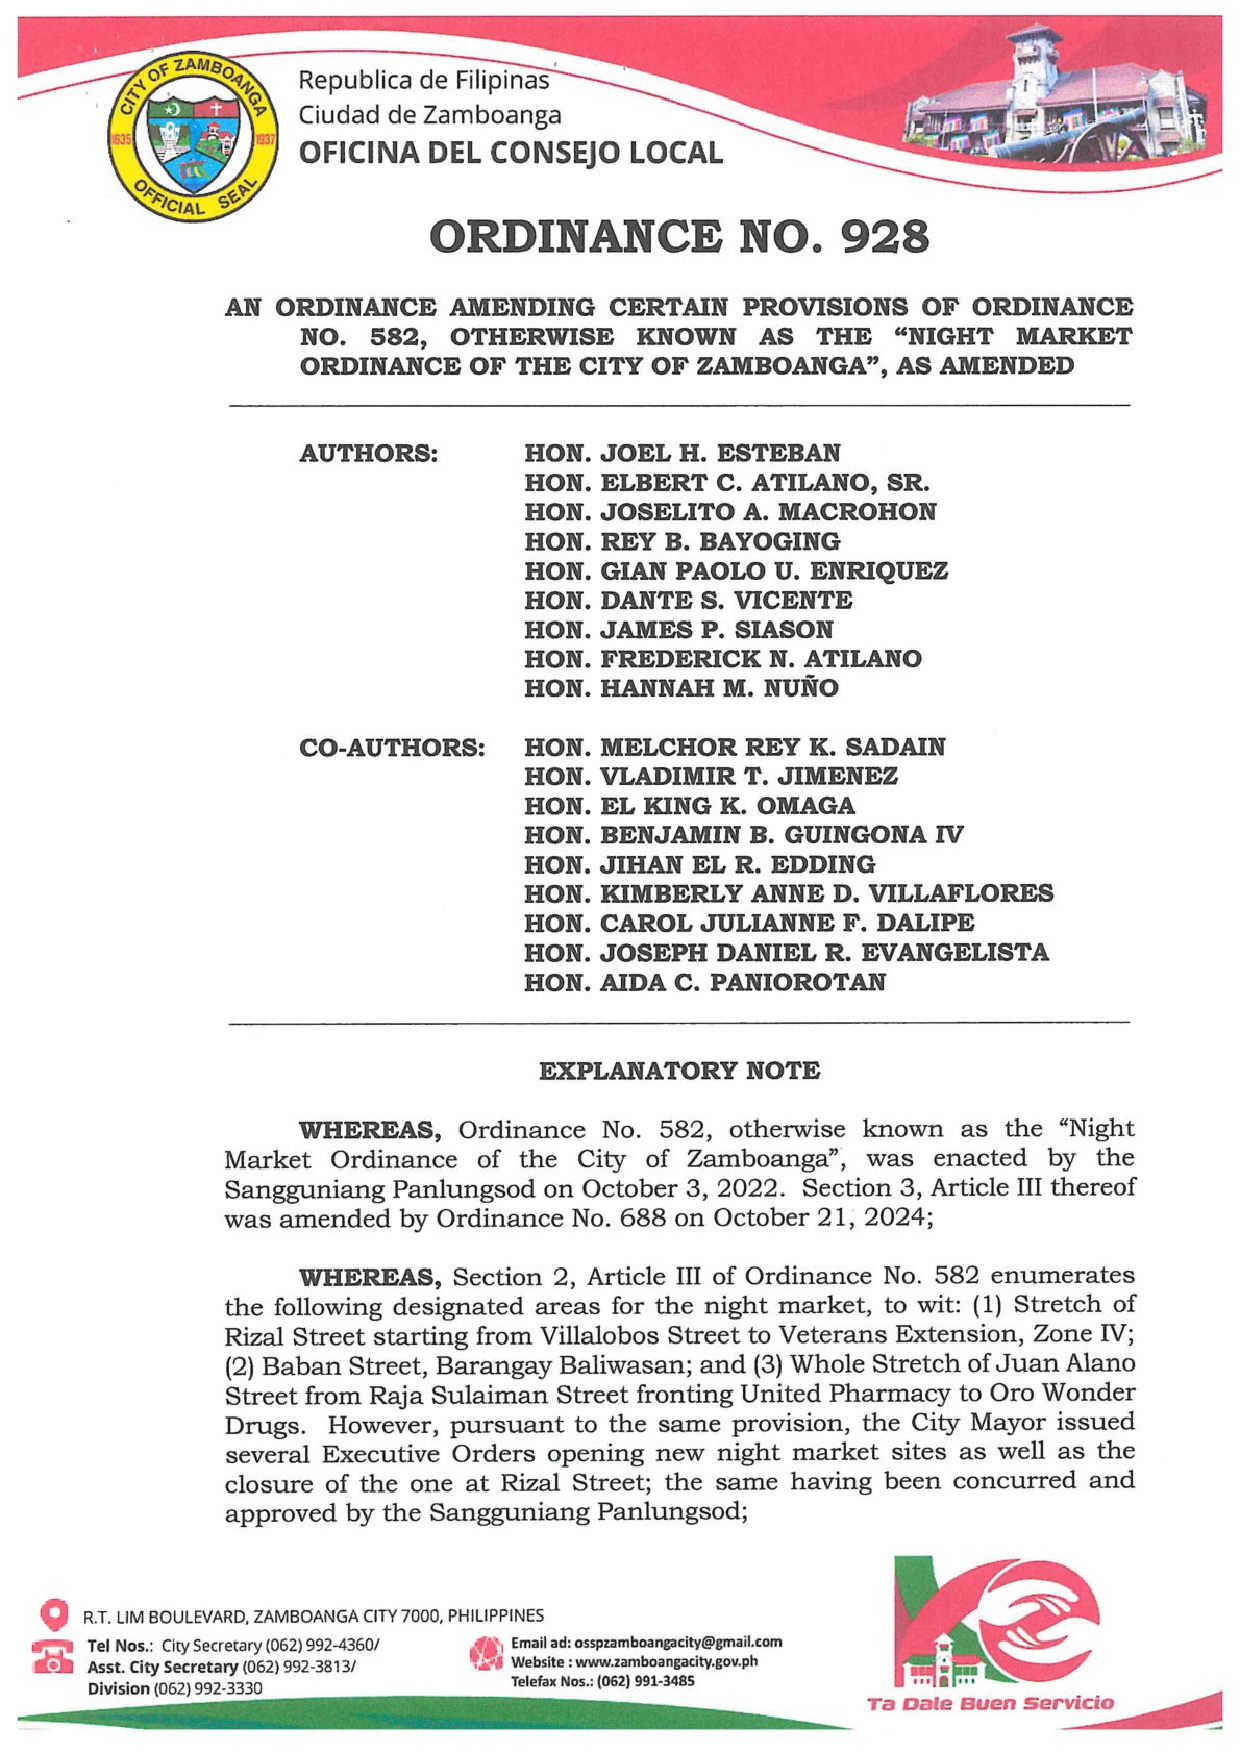 CITY OF ZAMBOANGA
1635
1937
OFFICIAL SEAL
Republica de Filipinas
Ciudad de Zamboanga
OFICINA DEL CONSEJO LOCAL
ORDINANCE NO. 928
AN ORDINANCE AMENDING CERTAIN PROVISIONS OF ORDINANCE
NO. 582, OTHERWISE KNOWN AS THE “NIGHT MARKET
ORDINANCE OF THE CITY OF ZAMBOANGA”, AS AMENDED
AUTHORS: HON. JOEL H. ESTEBAN
HON. ELBERT C. ATILANO, SR.
HON. JOSELITO A. MACROHON
HON. REY B. BAYOGING
HON. GIAN PAOLO U. ENRIQUEZ
HON. DANTE S. VICENTE
HON. JAMES P. SIASON
HON. FREDERICK N. ATILANO
HON. HANNAH M. NUÑO
CO-AUTHORS: HON. MELCHOR REY K. SADAIN
HON. VLADIMIR T. JIMENEZ
HON. EL KING K. OMAGA
HON. BENJAMIN B. GUINGONA IV
HON. JIHAN EL R. EDDING
HON. KIMBERLY ANNE D. VILLAFLORES
HON. CAROL JULIANNE F. DALIPE
HON. JOSEPH DANIEL R. EVANGELISTA
HON. AIDA C. PANIOROTAN
EXPLANATORY NOTE
WHEREAS, Ordinance No. 582, otherwise known as the “Night
Market Ordinance of the City of Zamboanga”, was enacted by the
Sangguniang Panlungsod on October 3, 2022. Section 3, Article III thereof
was amended by Ordinance No. 688 on October 21, 2024;
WHEREAS, Section 2, Article III of Ordinance No. 582 enumerates
the following designated areas for the night market, to wit: (1) Stretch of
Rizal Street starting from Villalobos Street to Veterans Extension, Zone IV;
(2) Baban Street, Barangay Baliwasan; and (3) Whole Stretch of Juan Alano
Street from Raja Sulaiman Street fronting United Pharmacy to Oro Wonder
Drugs. However, pursuant to the same provision, the City Mayor issued
several Executive Orders opening new night market sites as well as the
closure of the one at Rizal Street; the same having been concurred and
approved by the Sangguniang Panlungsod;
R.T. LIM BOULEVARD, ZAMBOANGA CITY 7000, PHILIPPINES
Tel Nos.: City Secretary (062) 992-4360/
Asst. City Secretary (062) 992-3813/
Division (062) 992-3330
Email ad: osspzamboangacity@gmail.com
Website : www.zamboangacity.gov.ph
Telefax Nos.: (062) 991-3485
Ta Dale Buen Servicio